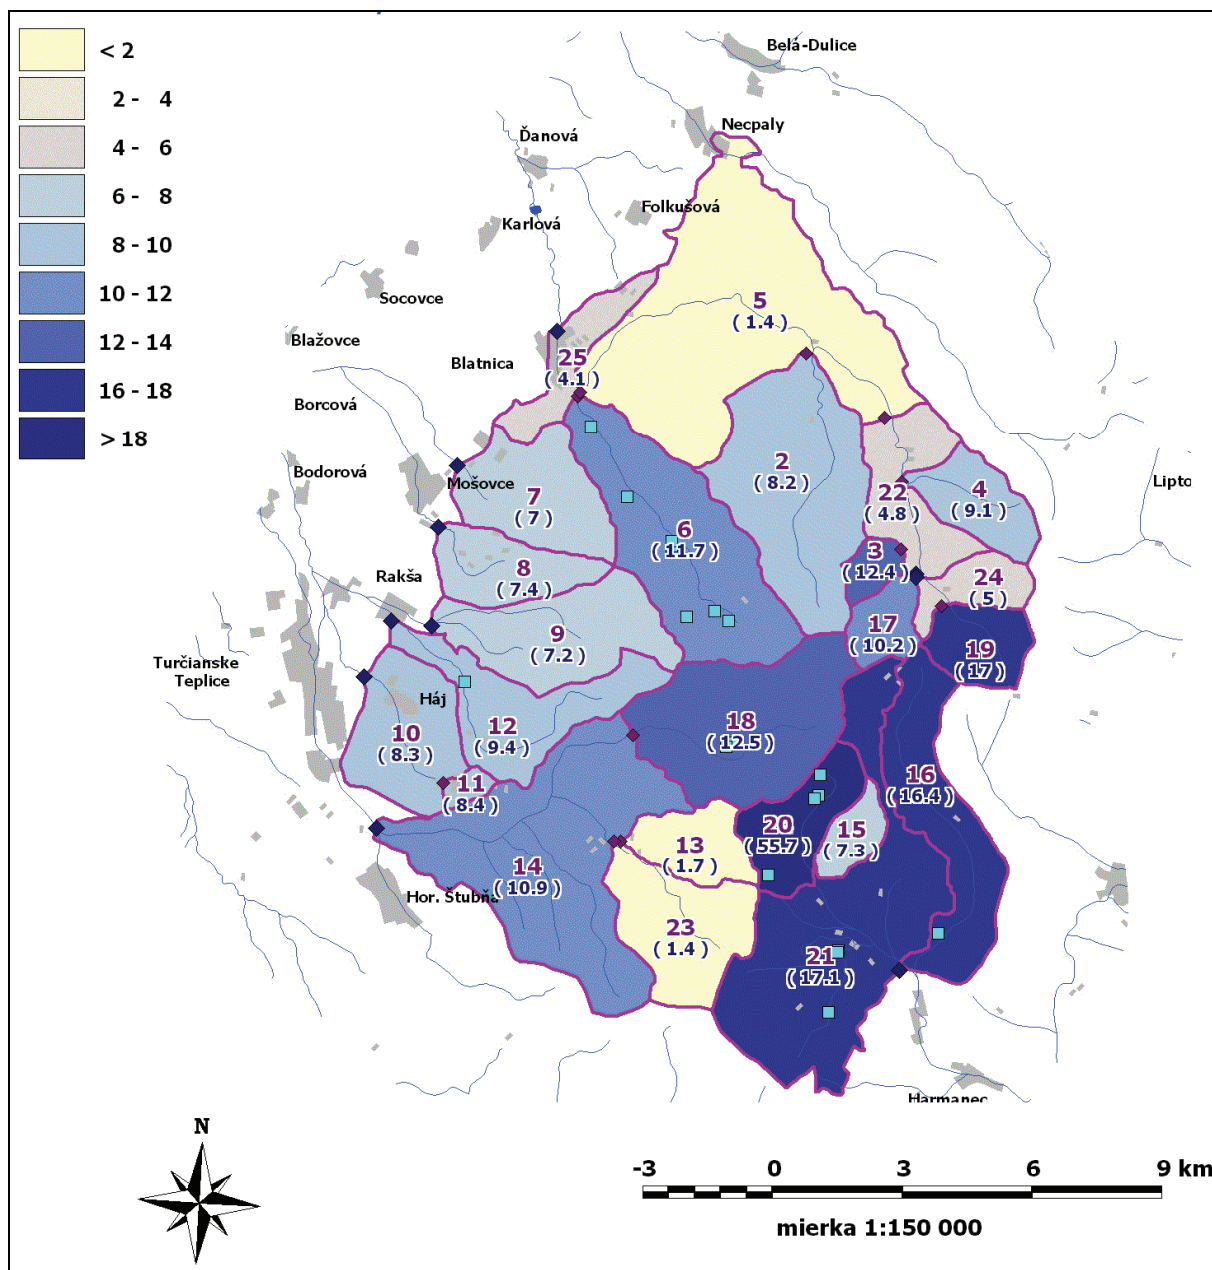 < 2
2 - 4
4 - 6
6 - 8
8 - 10
10 - 12
12 - 14
16 - 18
> 18
Belá-Dulice
Necpaly
Ďanová
Folkušová
Karlová
Socovce
Blažovce
Blatnica
Borcová
Bodorová
Mošovce
Lipto
Rakša
Turčianske
Teplice
Háj
Hor. Štubňa
Harmanec
5
( 1.4 )
25
( 4.1 )
2
( 8.2 )
4
( 9.1 )
22
( 4.8 )
7
( 7 )
6
( 11.7 )
3
( 12.4 )
8
( 7.4 )
24
( 5 )
9
( 7.2 )
17
( 10.2 )
19
( 17 )
10
( 8.3 )
12
( 9.4 )
18
( 12.5 )
11
( 8.4 )
16
( 16.4 )
20
( 55.7 )
15
( 7.3 )
13
( 1.7 )
14
( 10.9 )
23
( 1.4 )
21
( 17.1 )
N
-3 0 3 6 9 km
mierka 1:150 000